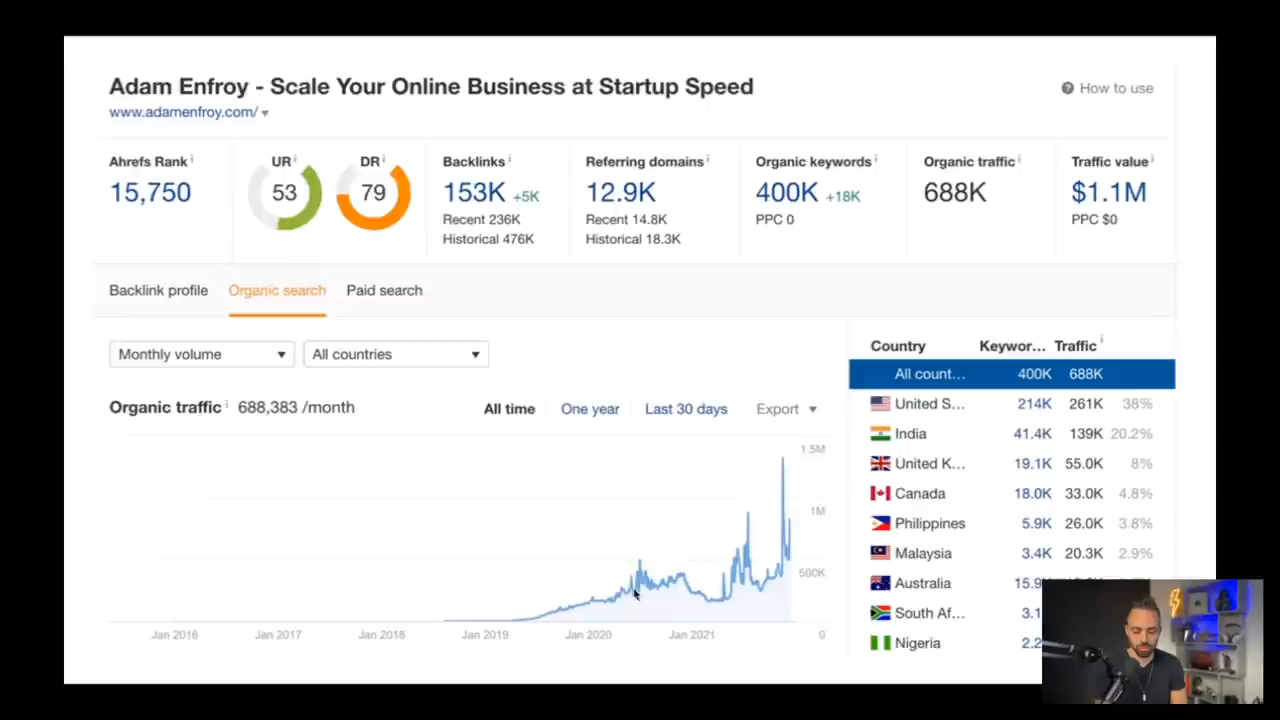 Adam Enfroy - Scale Your Online Business at Startup Speed
How to use
www.adamenfroy.com/
Ahrefs Rank
15,750
UR
53
DR
79
Backlinks
153K +5K
Recent 236K
Historical 476K
Referring domains
12.9K
Recent 14.8K
Historical 18.3K
Organic keywords
400K +18K
PPC 0
Organic traffic
688K
Traffic value
$1.1M
PPC $0
Backlink profile Organic search Paid search
Monthly volume All countries
Organic traffic 688,383 /month
All time One year Last 30 days Export
1.5M
1M
500K
0
Jan 2016 Jan 2017 Jan 2018 Jan 2019 Jan 2020 Jan 2021
Country Keywor... Traffic
All count... 400K 688K
United S... 214K 261K 38%
India 41.4K 139K 20.2%
United K... 19.1K 55.0K 8%
Canada 18.0K 33.0K 4.8%
Philippines 5.9K 26.0K 3.8%
Malaysia 3.4K 20.3K 2.9%
Australia 15.9
South Af... 3.1
Nigeria 2.2